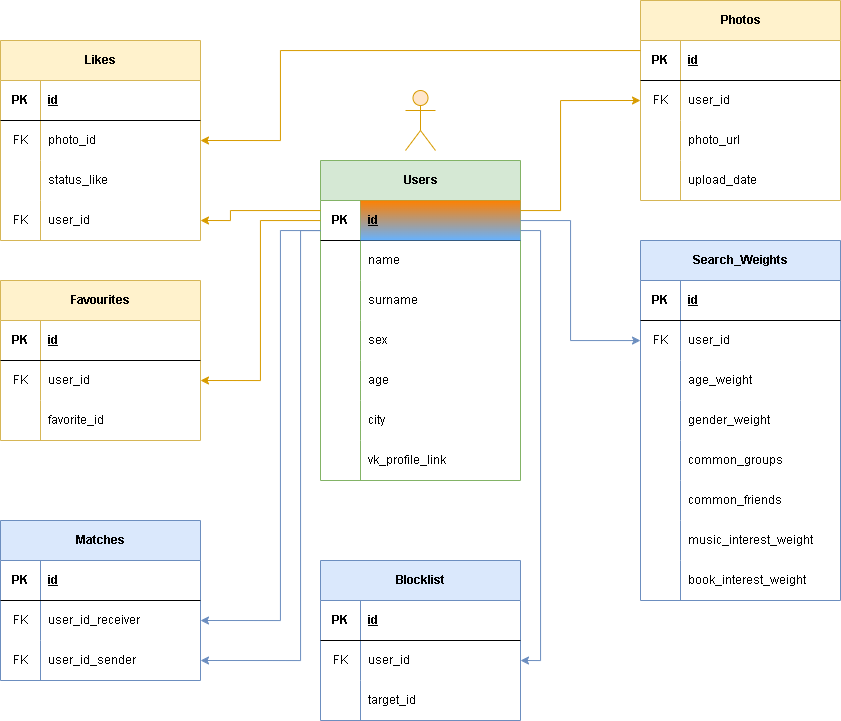 Likes
PK id
FK photo_id
status_like
FK user_id
Favourites
PK id
FK user_id
favorite_id
Matches
PK id
FK user_id_receiver
FK user_id_sender
Users
PK id
name
surname
sex
age
city
vk_profile_link
Blocklist
PK id
FK user_id
target_id
Photos
PK id
FK user_id
photo_url
upload_date
Search_Weights
PK id
FK user_id
age_weight
gender_weight
common_groups
common_friends
music_interest_weight
book_interest_weight